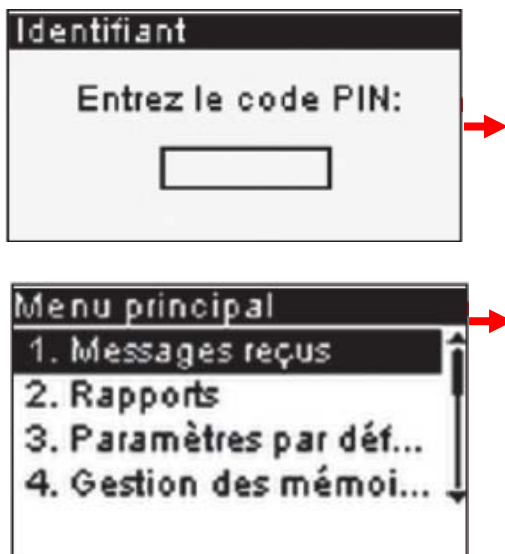 Identifiant
Entrez le code PIN:
Menu principal
1. Messages reçus
2. Rapports
3. Paramètres par déf...
4. Gestion des mémoi...